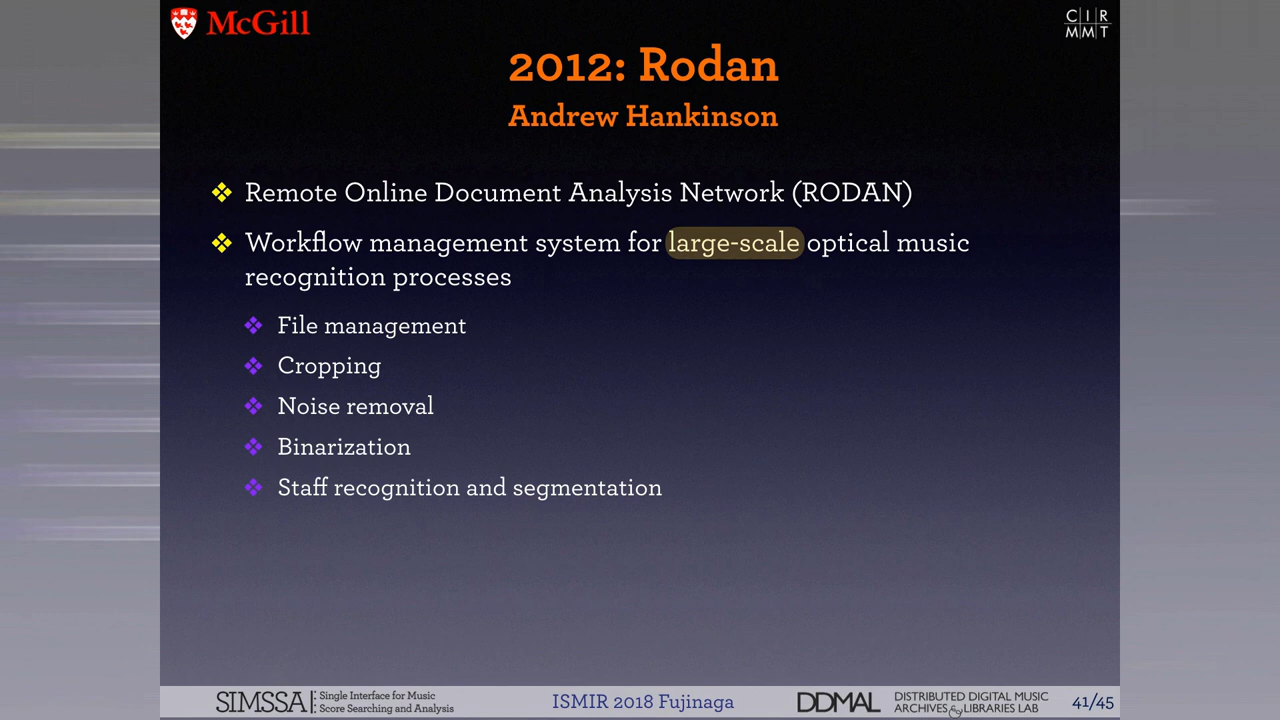 McGill
CIR
MMT
2012: Rodan
Andrew Hankinson
Remote Online Document Analysis Network (RODAN)
Workflow management system for large-scale optical music
recognition processes
File management
Cropping
Noise removal
Binarization
Staff recognition and segmentation
SIMSSA
Single Interface for Music
Score Searching and Analysis
ISMIR 2018 Fujinaga
DDMAL
DISTRIBUTED DIGITAL MUSIC
ARCHIVES & LIBRARIES LAB
41/45